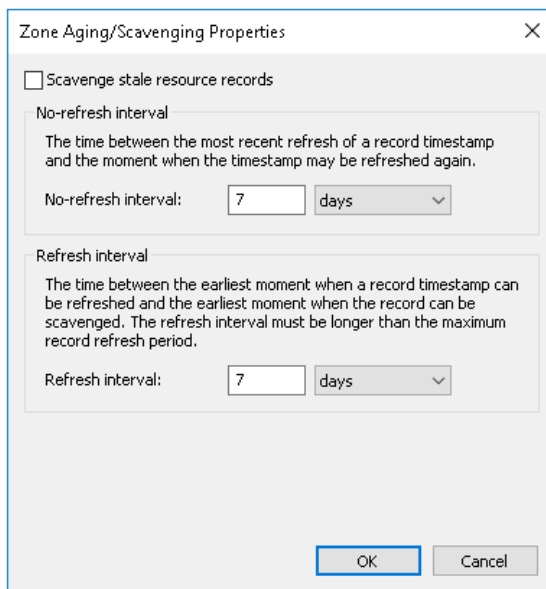 Zone Aging/Scavenging Properties
Scavenge stale resource records
No-refresh interval
The time between the most recent refresh of a record timestamp
and the moment when the timestamp may be refreshed again.
No-refresh interval: 7 days
Refresh interval
The time between the earliest moment when a record timestamp can
be refreshed and the earliest moment when the record can be
scavenged. The refresh interval must be longer than the maximum
record refresh period.
Refresh interval: 7 days
OK Cancel